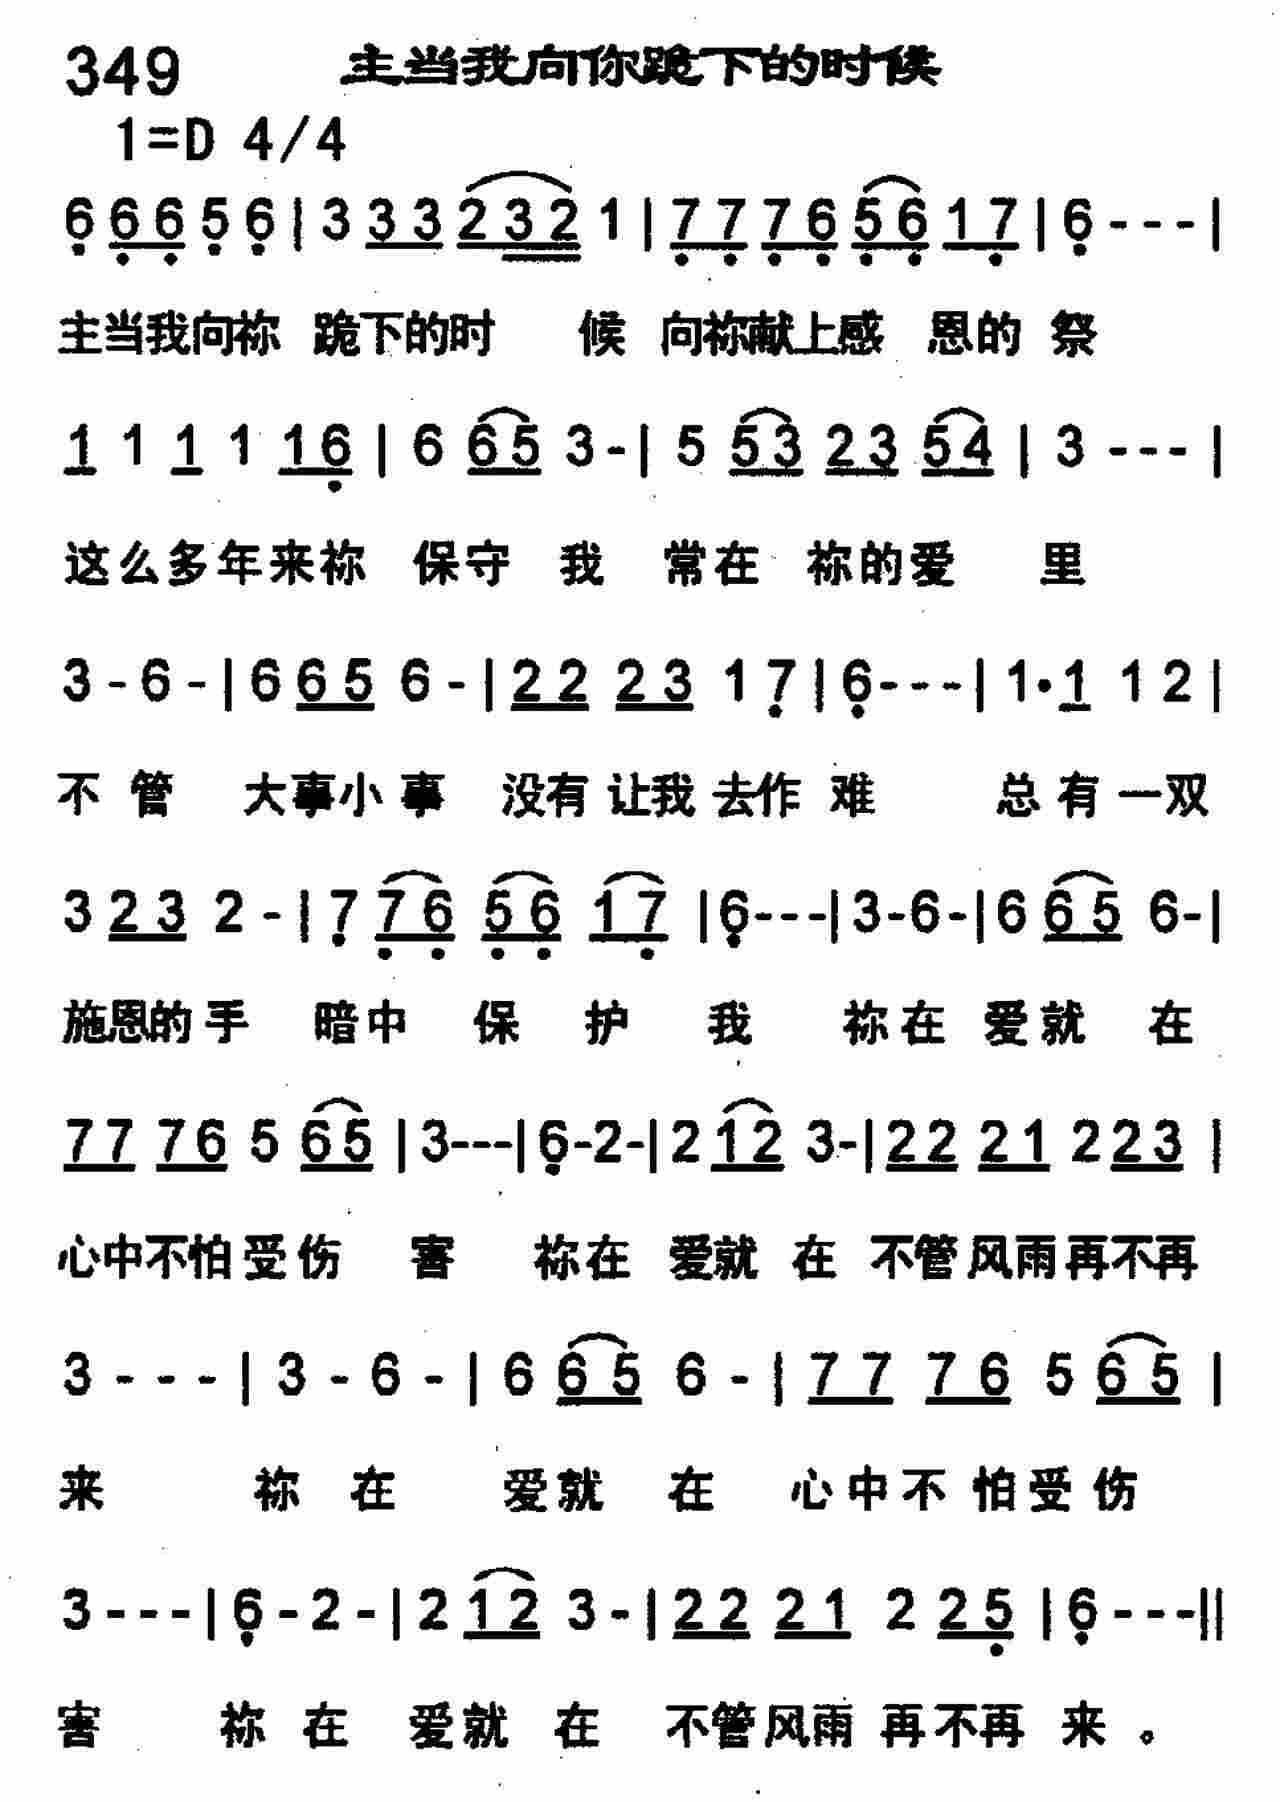 349 主当我向你跪下的时候
1=D 4/4
6 6 6 5 6 | 3 3 3 2 3 2 1 | 7 7 7 6 5 6 1 7 | 6 - - - |
主当我向祢 跪下的时 候 向祢献上感 恩的 祭
1 1 1 1 1 6 | 6 6 5 3 - | 5 5 3 2 3 5 4 | 3 - - - |
这么多年来祢 保守 我 常在 祢的爱 里
3 - 6 - | 6 6 5 6 - | 2 2 2 3 1 7 | 6 - - - | 1· 1 1 2 |
不 管 大事小 事 没有 让我 去作 难 总 有 一双
3 2 3 2 - | 7 7 6 5 6 1 7 | 6 - - - | 3 - 6 - | 6 6 5 6 - |
施恩的 手 暗中 保 护 我 祢在 爱就 在
7 7 7 6 5 6 5 | 3 - - - | 6 - 2 - | 2 1 2 3 - | 2 2 2 1 2 2 3 |
心中不怕 受伤 害 祢在 爱就 在 不管 风雨 再不再
3 - - - | 3 - 6 - | 6 6 5 6 - | 7 7 7 6 5 6 5 |
来 祢 在 爱就 在 心中不 怕受 伤
3 - - - | 6 - 2 - | 2 1 2 3 - | 2 2 2 1 2 2 5 | 6 - - - ||
害 祢 在 爱就 在 不管风雨 再不再 来 。